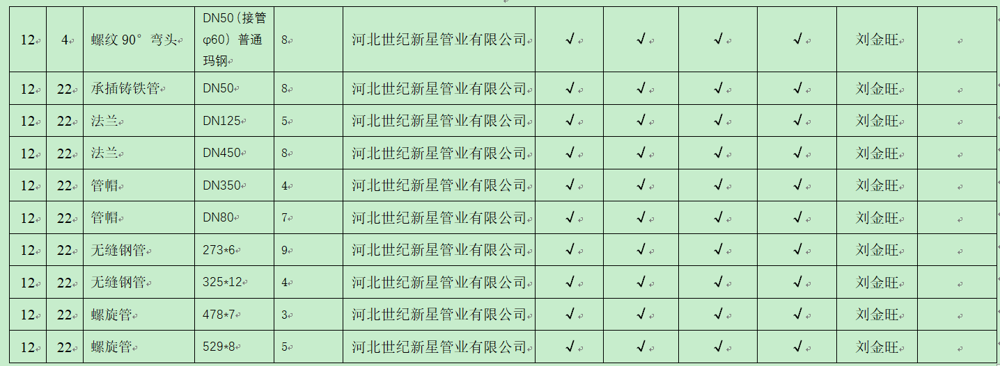 12 4 螺纹 90°弯头 DN50（接管φ60）普通玛钢 8 河北世纪新星管业有限公司 √ √ √ √ 刘金旺
12 22 承插铸铁管 DN50 8 河北世纪新星管业有限公司 √ √ √ √ 刘金旺
12 22 法兰 DN125 5 河北世纪新星管业有限公司 √ √ √ √ 刘金旺
12 22 法兰 DN450 8 河北世纪新星管业有限公司 √ √ √ √ 刘金旺
12 22 管帽 DN350 4 河北世纪新星管业有限公司 √ √ √ √ 刘金旺
12 22 管帽 DN80 7 河北世纪新星管业有限公司 √ √ √ √ 刘金旺
12 22 无缝钢管 273*6 9 河北世纪新星管业有限公司 √ √ √ √ 刘金旺
12 22 无缝钢管 325*12 4 河北世纪新星管业有限公司 √ √ √ √ 刘金旺
12 22 螺旋管 478*7 3 河北世纪新星管业有限公司 √ √ √ √ 刘金旺
12 22 螺旋管 529*8 5 河北世纪新星管业有限公司 √ √ √ √ 刘金旺